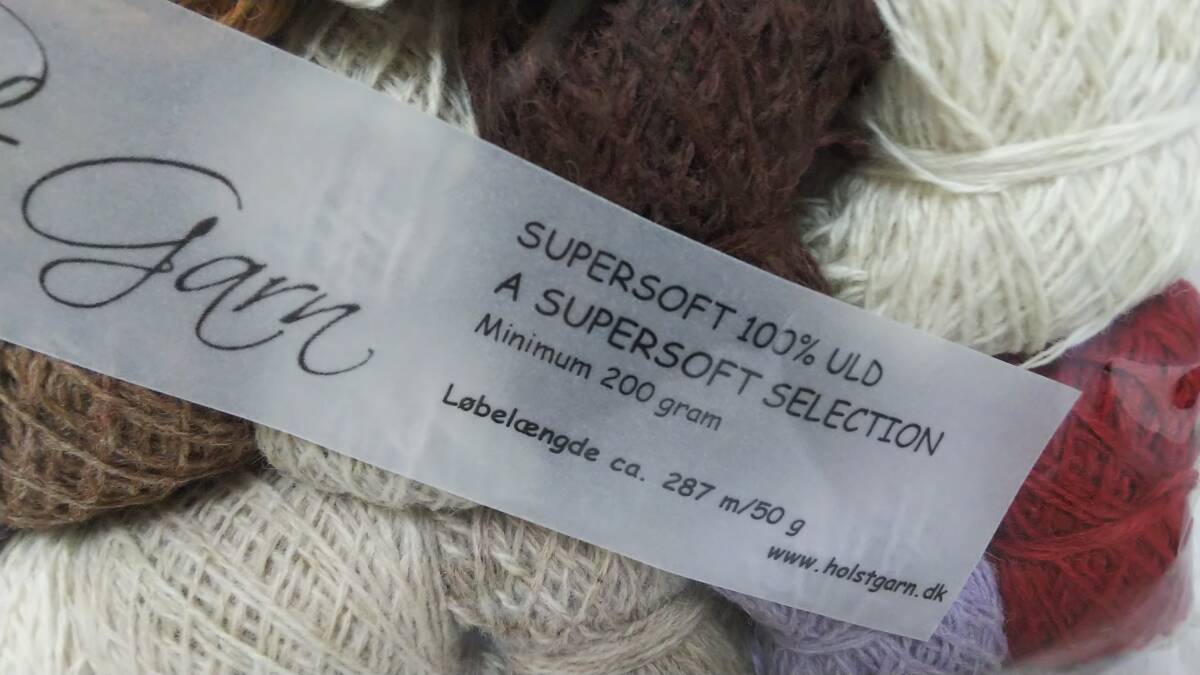 Garn
SUPERSOFT 100% ULD
A SUPERSOFT SELECTION
Minimum 200 gram
Løbelængde ca. 287 m/50 g
www.holstgarn.dk